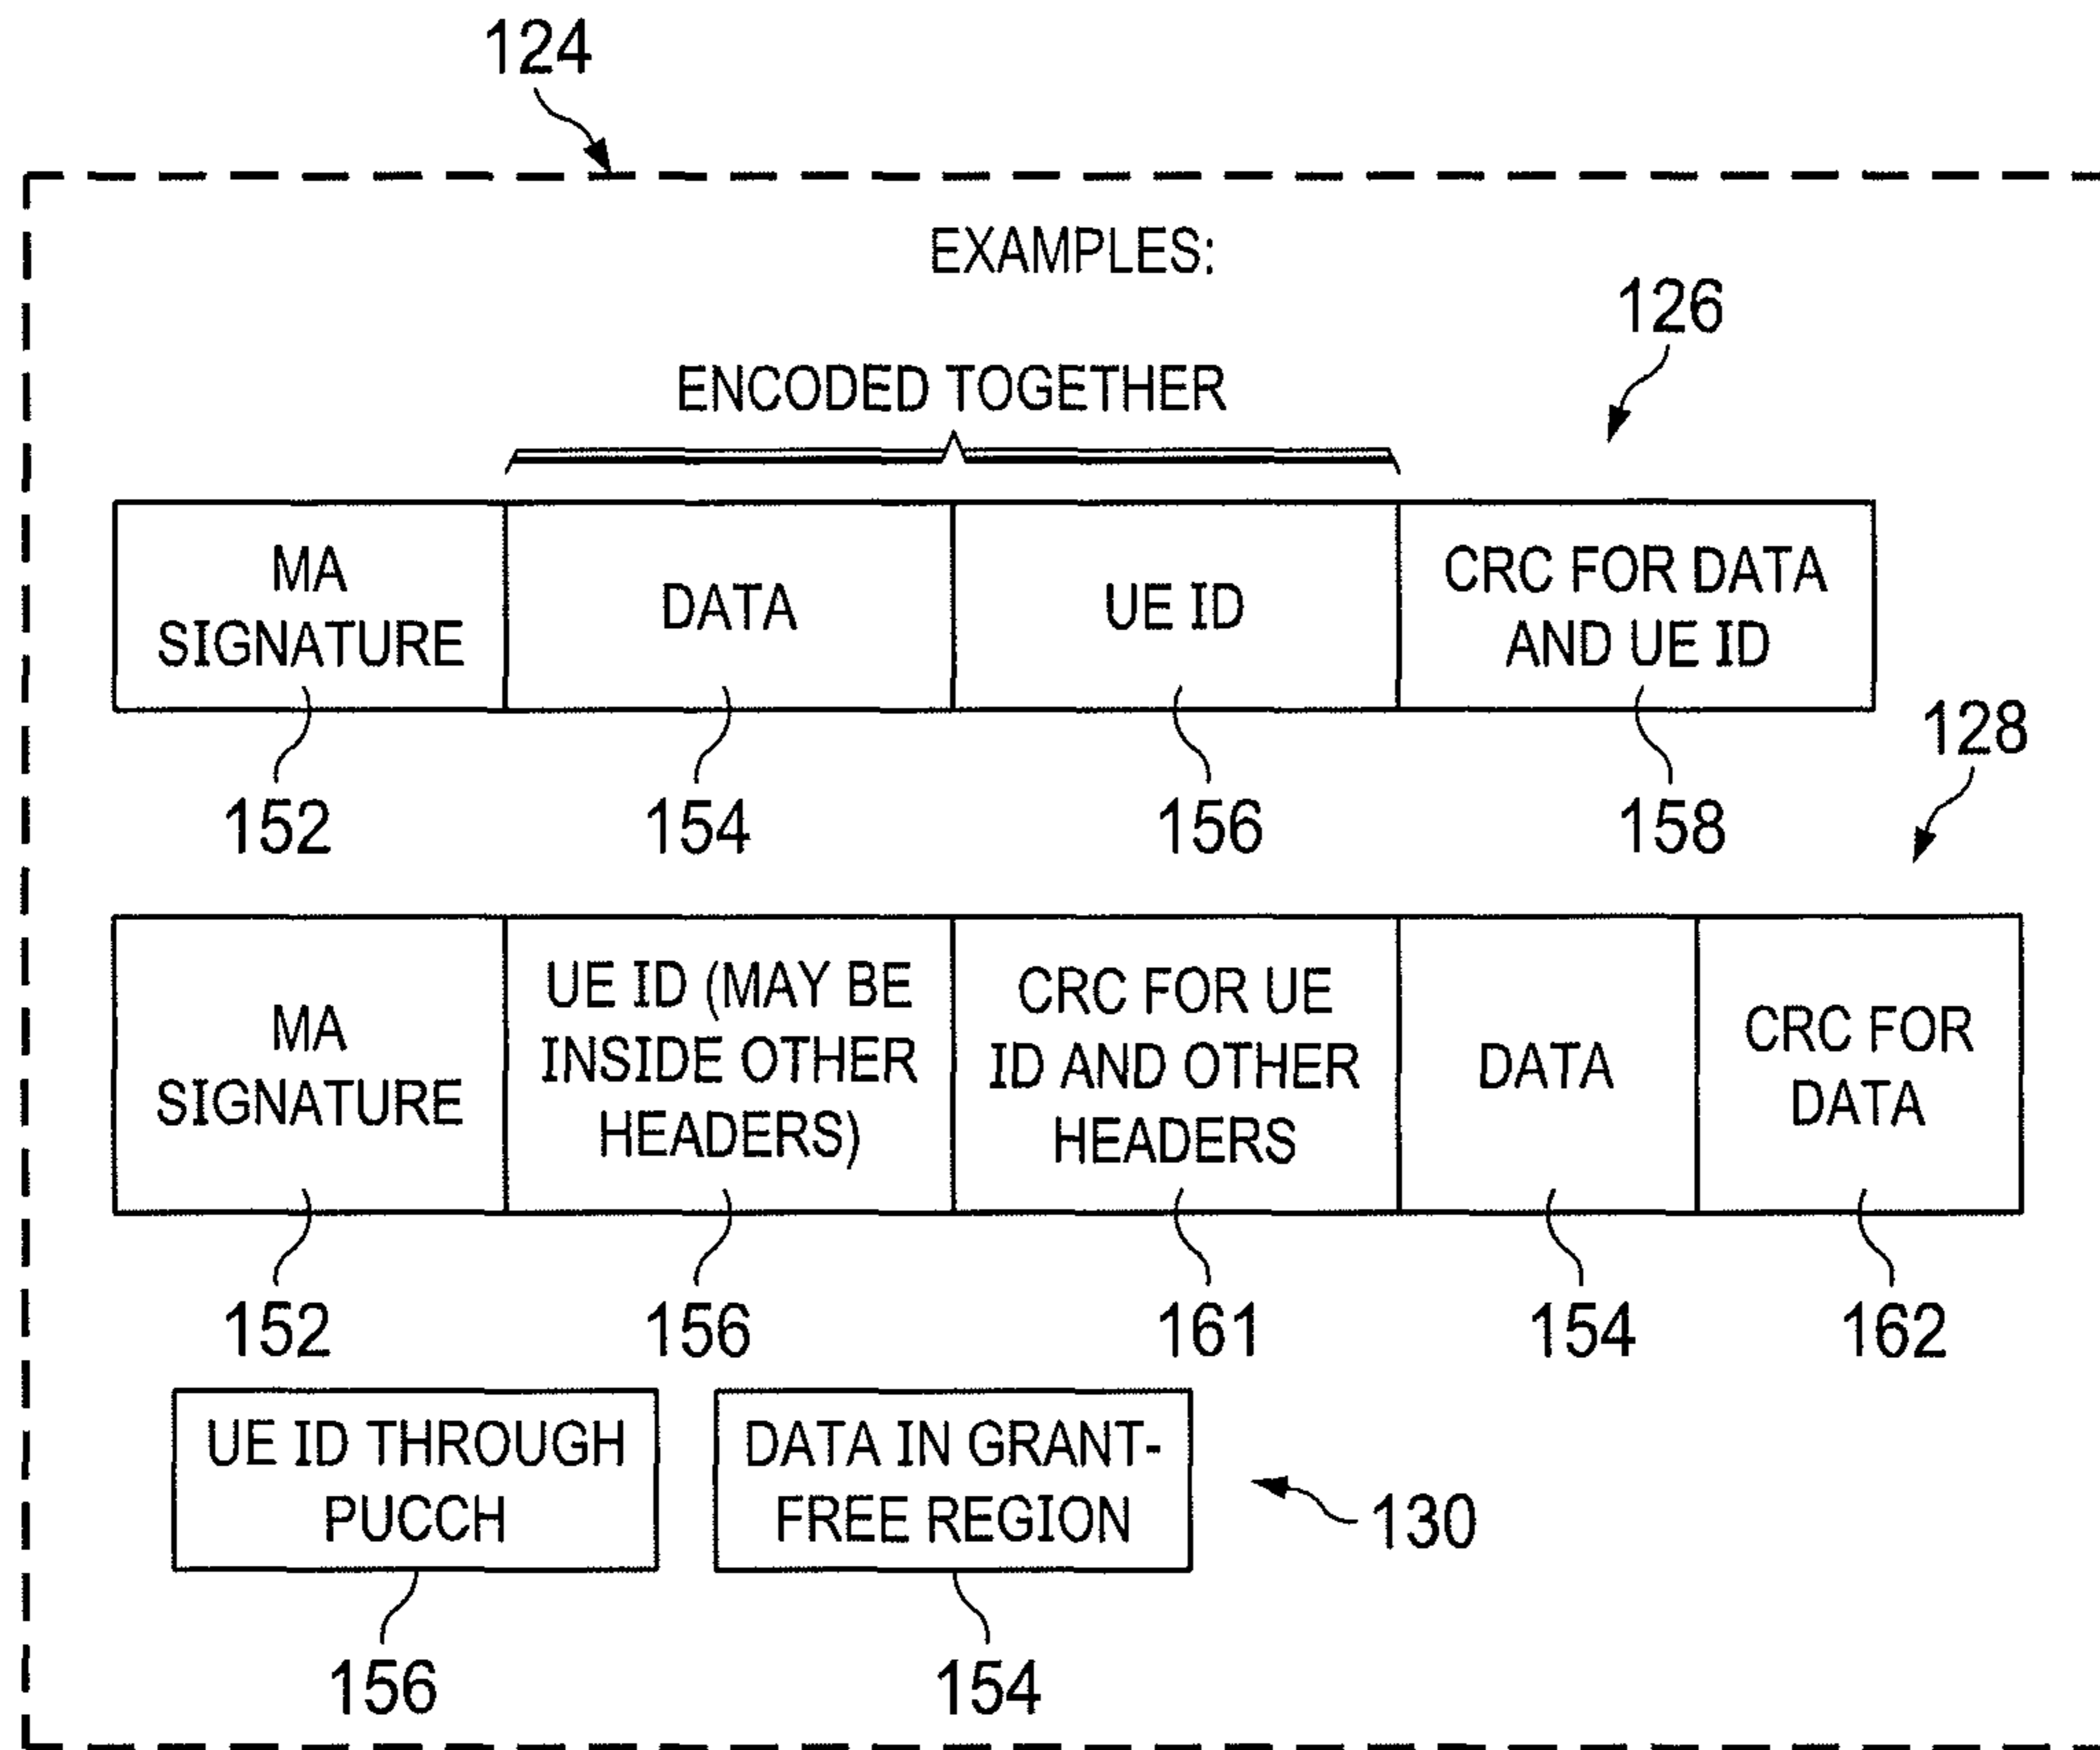 124
EXAMPLES:
126
ENCODED TOGETHER
MA
SIGNATURE
DATA
UE ID
CRC FOR DATA
AND UE ID
128
152
154
156
158
MA
SIGNATURE
UE ID (MAY BE
INSIDE OTHER
HEADERS)
CRC FOR UE
ID AND OTHER
HEADERS
DATA
CRC FOR
DATA
152
156
161
154
162
UE ID THROUGH
PUCCH
DATA IN GRANT-
FREE REGION
130
156
154